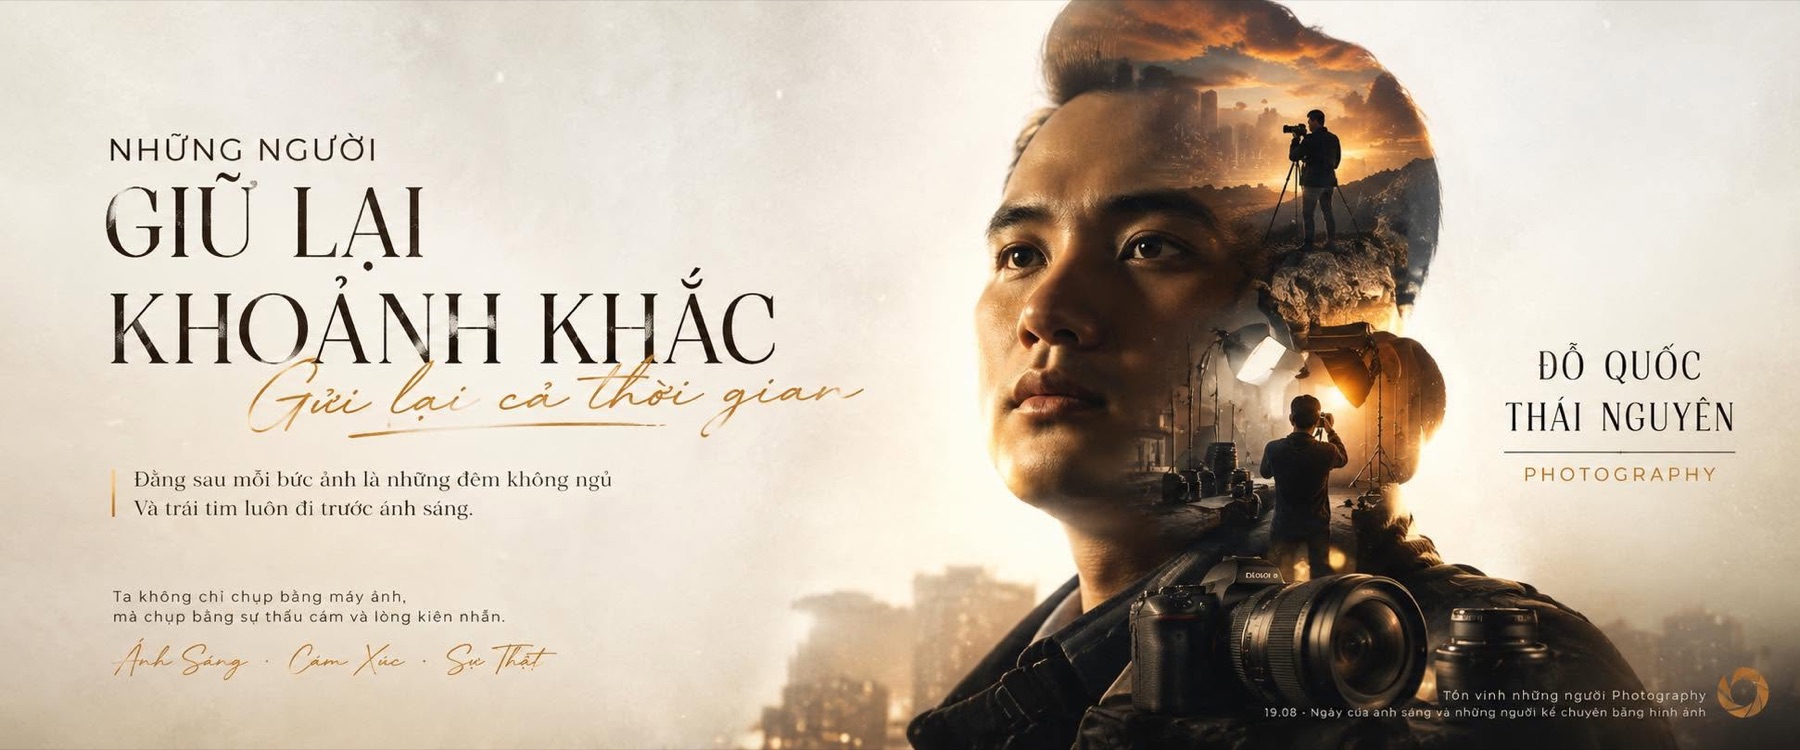 NHỮNG NGƯỜI
GIỮ LẠI
KHOẢNH KHẮC
Gửi lại cả thời gian
Đằng sau mỗi bức ảnh là những đêm không ngủ
Và trái tim luôn đi trước ánh sáng.
Ta không chỉ chụp bằng máy ảnh,
mà chụp bằng sự thấu cảm và lòng kiên nhẫn.
Ánh Sáng · Cảm Xúc · Sự Thật
ĐỖ QUỐC
THÁI NGUYÊN
PHOTOGRAPHY
Tôn vinh những người Photography
19.08 - Ngày của ánh sáng và những người kể chuyện bằng hình ảnh